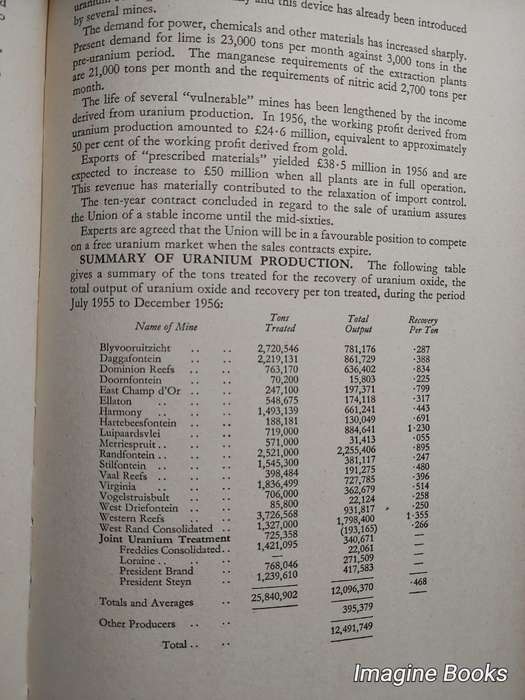 and this device has already been introduced
by several mines.
The demand for power, chemicals and other materials has increased sharply.
Present demand for lime is 23,000 tons per month against 3,000 tons in the
pre-uranium period. The manganese requirements of the extraction plants
are 21,000 tons per month and the requirements of nitric acid 2,700 tons per
month.
The life of several "vulnerable" mines has been lengthened by the income
derived from uranium production. In 1956, the working profit derived from
uranium production amounted to £24·6 million, equivalent to approximately
50 per cent of the working profit derived from gold.
Exports of "prescribed materials" yielded £38·5 million in 1956 and are
expected to increase to £50 million when all plants are in full operation.
This revenue has materially contributed to the relaxation of import control.
The ten-year contract concluded in regard to the sale of uranium assures
the Union of a stable income until the mid-sixties.
Experts are agreed that the Union will be in a favourable position to compete
on a free uranium market when the sales contracts expire.
SUMMARY OF URANIUM PRODUCTION. The following table
gives a summary of the tons treated for the recovery of uranium oxide, the
total output of uranium oxide and recovery per ton treated, during the period
July 1955 to December 1956:
Name of Mine Tons Treated Total Output Recovery Per Ton
Blyvooruitzicht .. .. 2,720,546 781,176 ·287
Daggafontein .. .. 2,219,131 861,729 ·388
Dominion Reefs .. .. 763,170 636,402 ·834
Doornfontein .. .. 70,200 15,803 ·225
East Champ d'Or .. .. 247,100 197,371 ·799
Ellaton .. .. 548,675 174,118 ·317
Harmony .. .. 1,493,139 661,241 ·443
Hartebeesfontein .. .. 188,181 130,049 ·691
Luipaardsvlei .. .. 719,000 884,641 1·230
Merriespruit .. .. 571,000 31,413 ·055
Randfontein .. .. 2,521,000 2,255,406 ·895
Stilfontein .. .. 1,545,300 381,117 ·247
Vaal Reefs .. .. 398,484 191,275 ·480
Virginia .. .. 1,836,499 727,785 ·396
Vogelstruisbult .. .. 706,000 362,679 ·514
West Driefontein .. .. 85,800 22,124 ·258
Western Reefs .. .. 3,726,568 931,817 ·250
West Rand Consolidated .. 1,327,000 1,798,400 1·355
Joint Uranium Treatment 725,358 (193,165) ·266
Freddies Consolidated .. 1,421,095 340,671 —
Loraine .. .. .. 22,061 —
President Brand .. 768,046 271,509 —
President Steyn .. 1,239,610 417,583 —
Totals and Averages .. 25,840,902 12,096,370 ·468
Other Producers .. .. 395,379
Total .. .. 12,491,749
Imagine Books